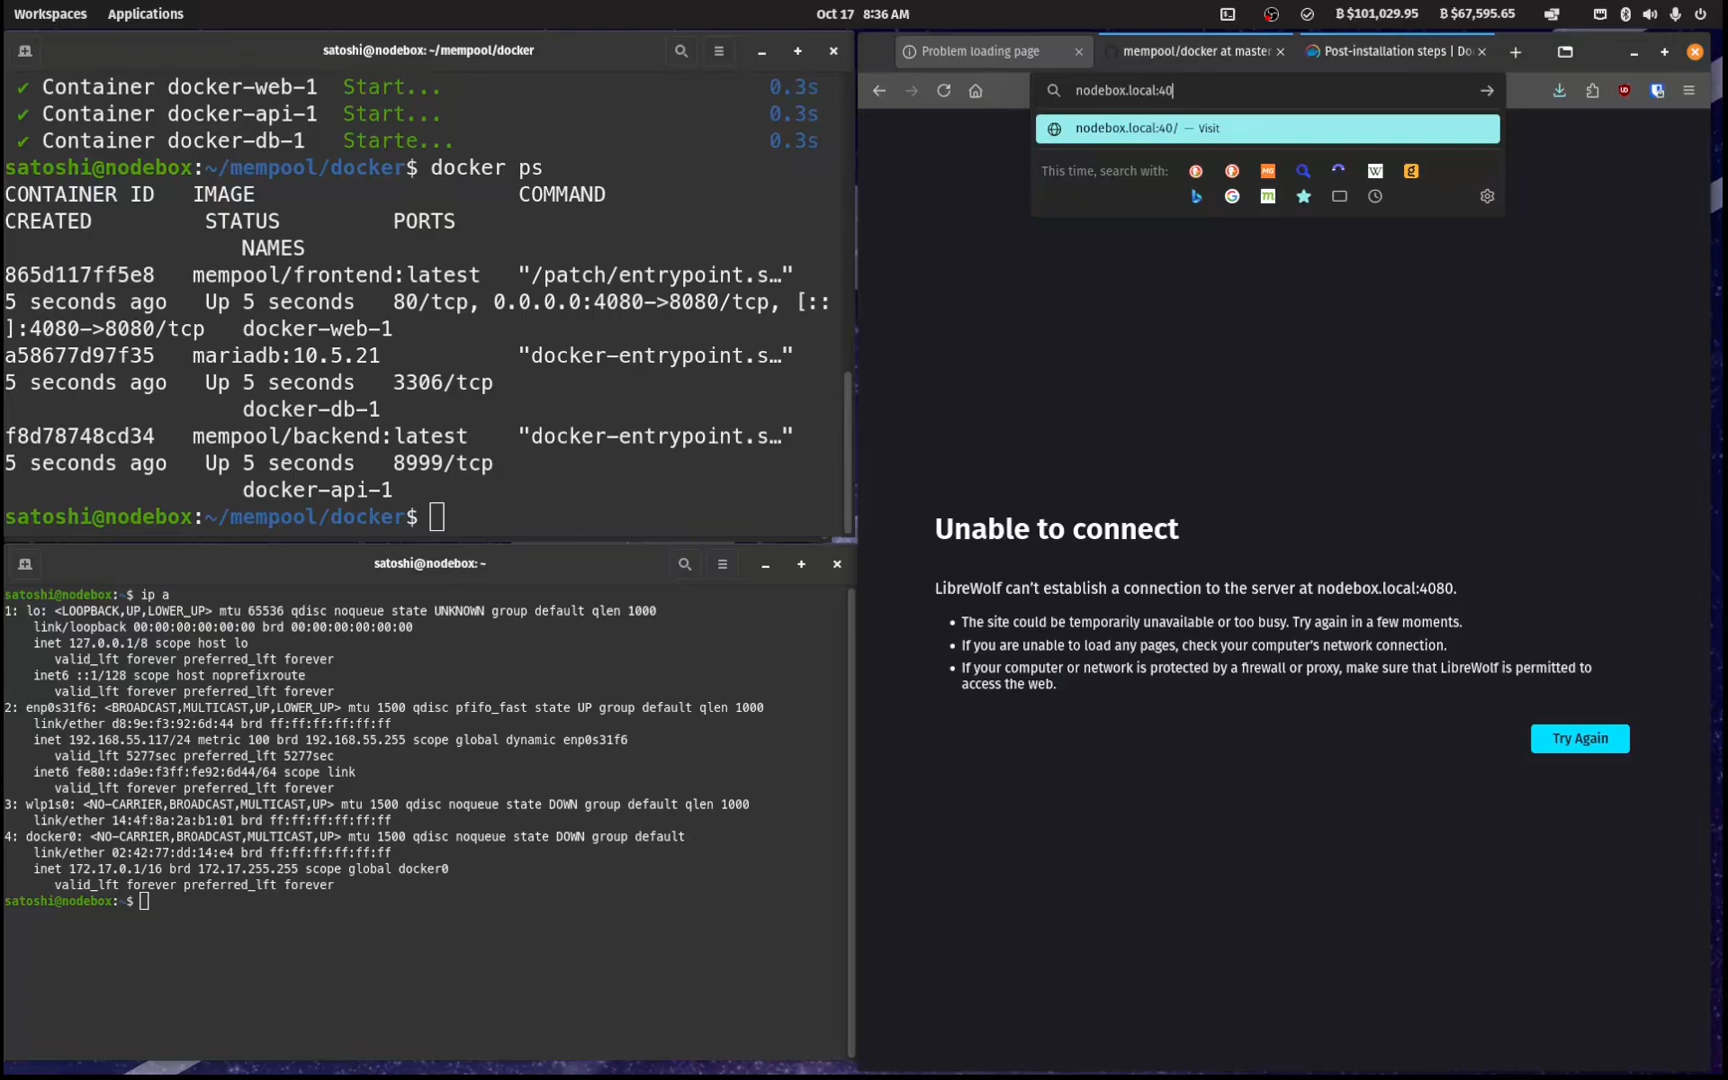 Workspaces Applications Oct 17 8:36 AM ₿ $101,029.95 ₿ $67,595.65
satoshi@nodebox: ~/mempool/docker
✔ Container docker-web-1 Start... 0.3s
✔ Container docker-api-1 Start... 0.3s
✔ Container docker-db-1 Starte... 0.3s
satoshi@nodebox:~/mempool/docker$ docker ps
CONTAINER ID IMAGE COMMAND
CREATED STATUS PORTS
NAMES
865d117ff5e8 mempool/frontend:latest "/patch/entrypoint.s…"
5 seconds ago Up 5 seconds 80/tcp, 0.0.0.0:4080->8080/tcp, [::
]:4080->8080/tcp docker-web-1
a58677d97f35 mariadb:10.5.21 "docker-entrypoint.s…"
5 seconds ago Up 5 seconds 3306/tcp
docker-db-1
f8d78748cd34 mempool/backend:latest "docker-entrypoint.s…"
5 seconds ago Up 5 seconds 8999/tcp
docker-api-1
satoshi@nodebox:~/mempool/docker$
satoshi@nodebox: ~
satoshi@nodebox:~$ ip a
1: lo: <LOOPBACK,UP,LOWER_UP> mtu 65536 qdisc noqueue state UNKNOWN group default qlen 1000
link/loopback 00:00:00:00:00:00 brd 00:00:00:00:00:00
inet 127.0.0.1/8 scope host lo
valid_lft forever preferred_lft forever
inet6 ::1/128 scope host noprefixroute
valid_lft forever preferred_lft forever
2: enp0s31f6: <BROADCAST,MULTICAST,UP,LOWER_UP> mtu 1500 qdisc pfifo_fast state UP group default qlen 1000
link/ether d8:9e:f3:92:6d:44 brd ff:ff:ff:ff:ff:ff
inet 192.168.55.117/24 metric 100 brd 192.168.55.255 scope global dynamic enp0s31f6
valid_lft 5277sec preferred_lft 5277sec
inet6 fe80::da9e:f3ff:fe92:6d44/64 scope link
valid_lft forever preferred_lft forever
3: wlp1s0: <NO-CARRIER,BROADCAST,MULTICAST,UP> mtu 1500 qdisc noqueue state DOWN group default qlen 1000
link/ether 14:4f:8a:2a:b1:01 brd ff:ff:ff:ff:ff:ff
4: docker0: <NO-CARRIER,BROADCAST,MULTICAST,UP> mtu 1500 qdisc noqueue state DOWN group default
link/ether 02:42:77:dd:14:e4 brd ff:ff:ff:ff:ff:ff
inet 172.17.0.1/16 brd 172.17.255.255 scope global docker0
valid_lft forever preferred_lft forever
satoshi@nodebox:~$
Problem loading page mempool/docker at master Post-installation steps | Do
nodebox.local:40
nodebox.local:40/ — Visit
This time, search with:
Unable to connect
LibreWolf can’t establish a connection to the server at nodebox.local:4080.
• The site could be temporarily unavailable or too busy. Try again in a few moments.
• If you are unable to load any pages, check your computer’s network connection.
• If your computer or network is protected by a firewall or proxy, make sure that LibreWolf is permitted to
access the web.
Try Again